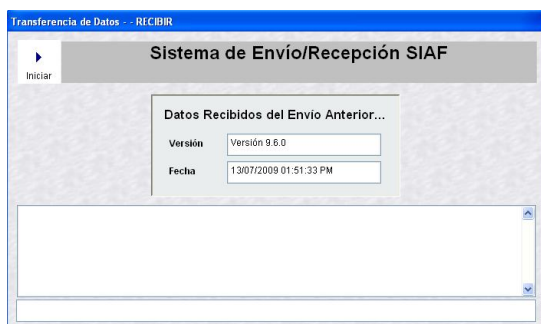 Transferencia de Datos - - RECIBIR
Sistema de Envío/Recepción SIAF
Iniciar
Datos Recibidos del Envío Anterior...
Versión Versión 9.6.0
Fecha 13/07/2009 01:51:33 PM